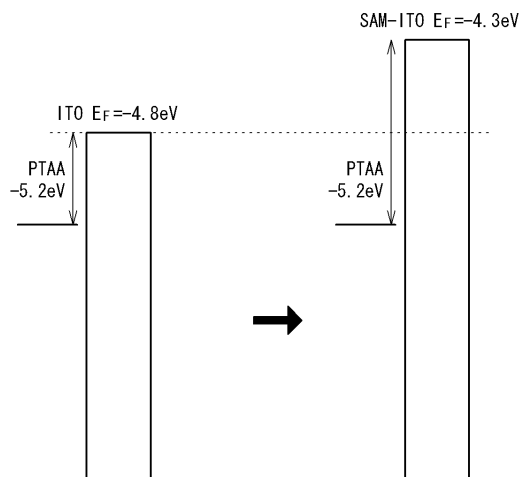 SAM-ITO EF=-4.3eV
ITO EF=-4.8eV
PTAA
-5.2eV
PTAA
-5.2eV